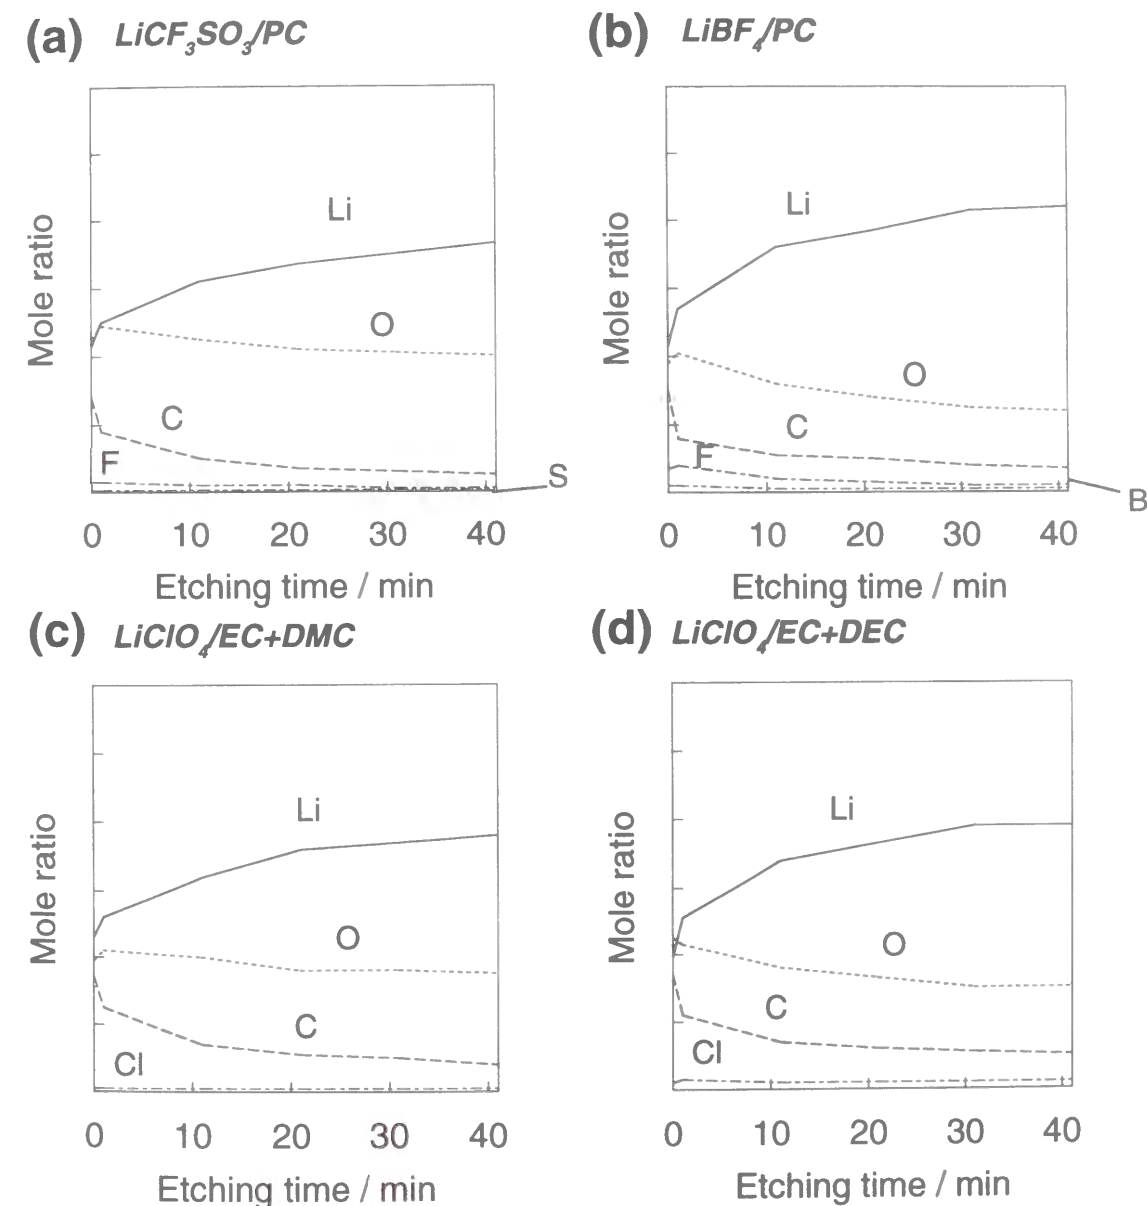 (a) LiCF₃SO₃/PC
(b) LiBF₄/PC
Mole ratio
Li
O
C
F
S
0 10 20 30 40
Etching time / min
Mole ratio
Li
O
C
F
B
0 10 20 30 40
Etching time / min
(c) LiClO₄/EC+DMC
(d) LiClO₄/EC+DEC
Mole ratio
Li
O
C
Cl
0 10 20 30 40
Etching time / min
Mole ratio
Li
O
C
Cl
0 10 20 30 40
Etching time / min